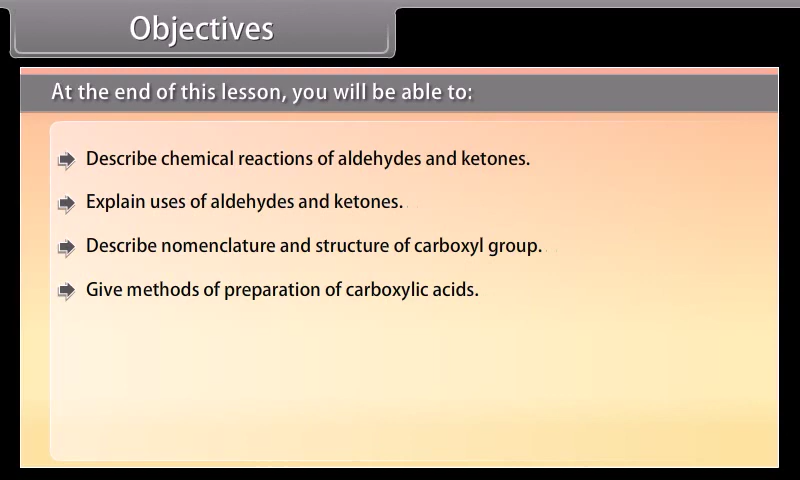 Objectives
At the end of this lesson, you will be able to:
Describe chemical reactions of aldehydes and ketones.
Explain uses of aldehydes and ketones.
Describe nomenclature and structure of carboxyl group.
Give methods of preparation of carboxylic acids.